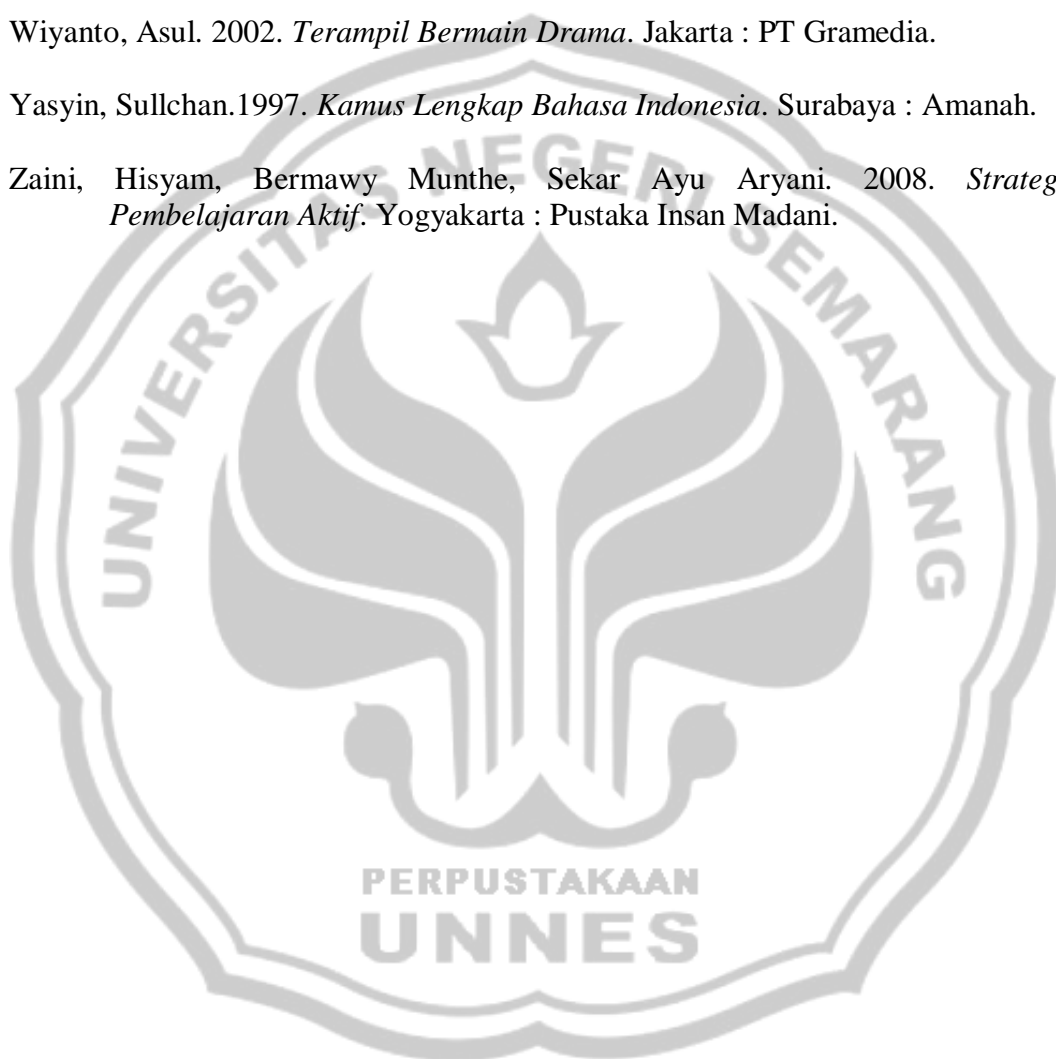 Wiyanto, Asul. 2002. Terampil Bermain Drama. Jakarta : PT Gramedia.
Yasyin, Sullchan.1997. Kamus Lengkap Bahasa Indonesia. Surabaya : Amanah.
Zaini, Hisyam, Bermawy Munthe, Sekar Ayu Aryani. 2008. Strateg
Pembelajaran Aktif. Yogyakarta : Pustaka Insan Madani.
UNIVERSITAS NEGERI SEMARANG
PERPUSTAKAAN
UNNES